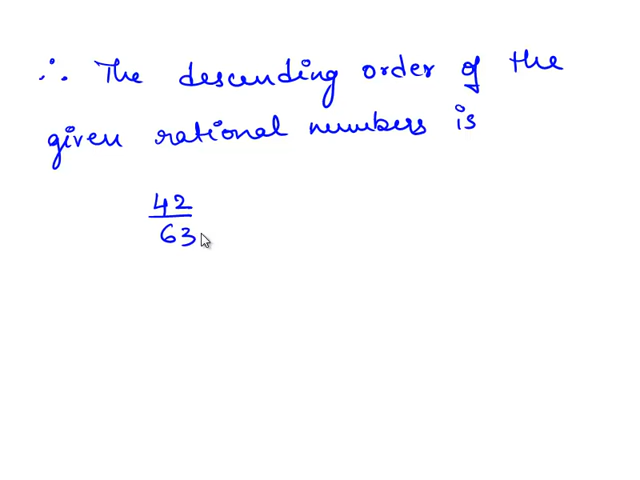 ∴ The descending order of the
given rational numbers is
42
63